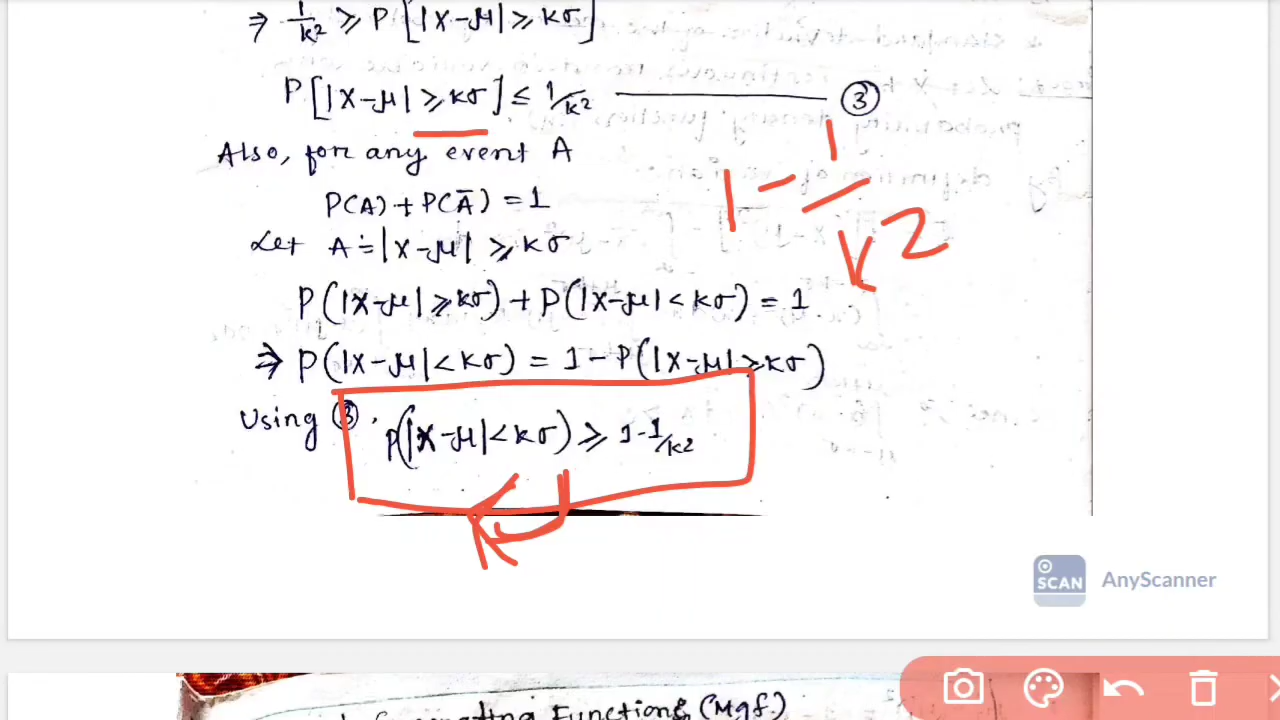 ⇒ 1/k² ≥ P[|X-μ| ≥ kσ]
P[|X-μ| ≥ kσ] ≤ 1/k² ——— ③
Also, for any event A
P(A) + P(Ā) = 1
Let A = |X-μ| ≥ kσ
P(|X-μ| ≥ kσ) + P(|X-μ| < kσ) = 1
⇒ P(|X-μ| < kσ) = 1 - P(|X-μ| ≥ kσ)
Using ③,
P(|X-μ| < kσ) ≥ 1 - 1/k²
1 - 1/K2
SCAN AnyScanner
Functions (Mgf.)